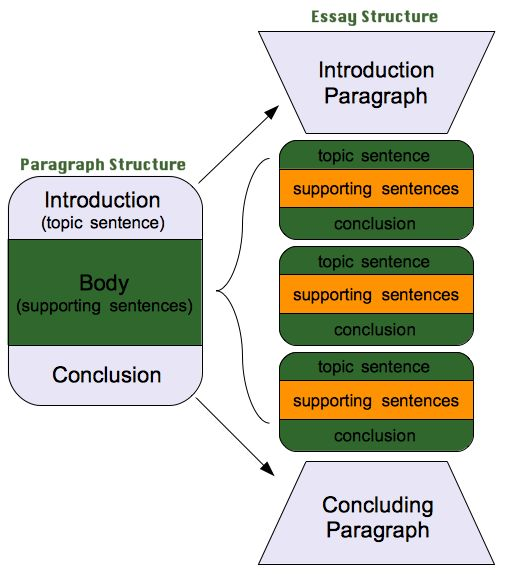 Essay Structure
Introduction
Paragraph
Paragraph Structure
Introduction
(topic sentence)
Body
(supporting sentences)
Conclusion
topic sentence
supporting sentences
conclusion
topic sentence
supporting sentences
conclusion
topic sentence
supporting sentences
conclusion
Concluding
Paragraph